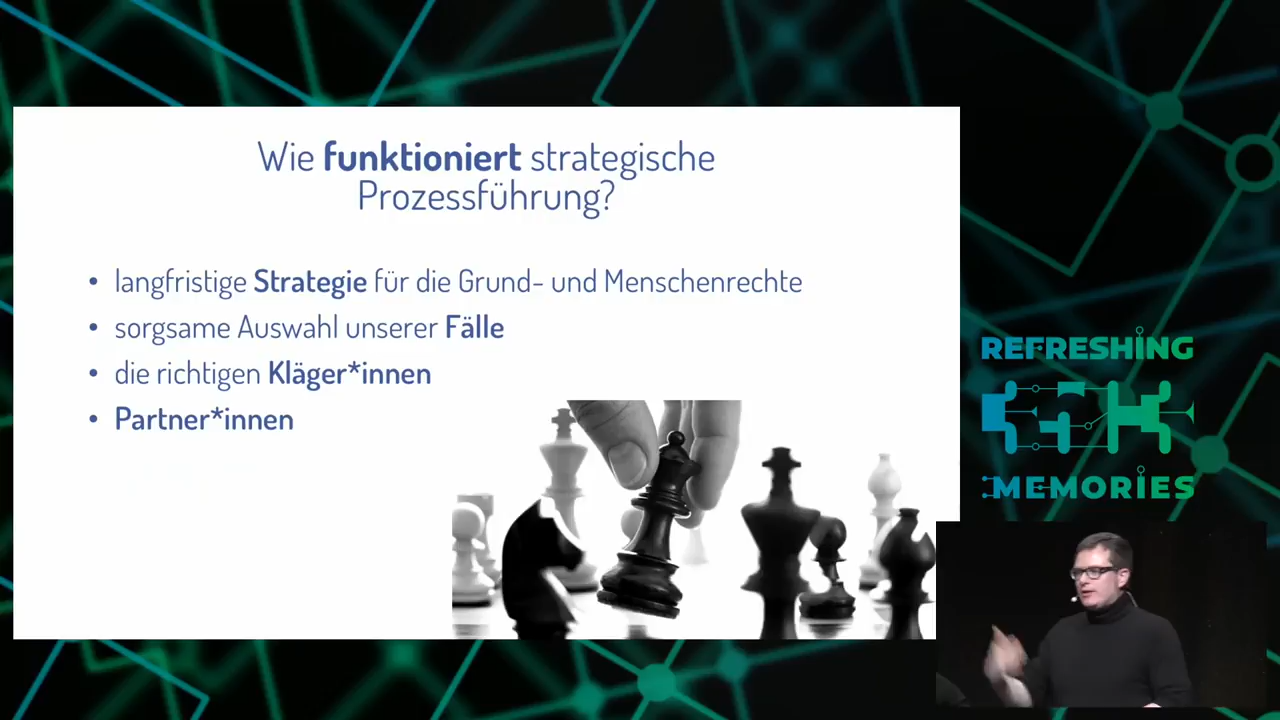 Wie funktioniert strategische
Prozessführung?
• langfristige Strategie für die Grund- und Menschenrechte
• sorgsame Auswahl unserer Fälle
• die richtigen Kläger*innen
• Partner*innen
REFRESHING
35K3
MEMORIES